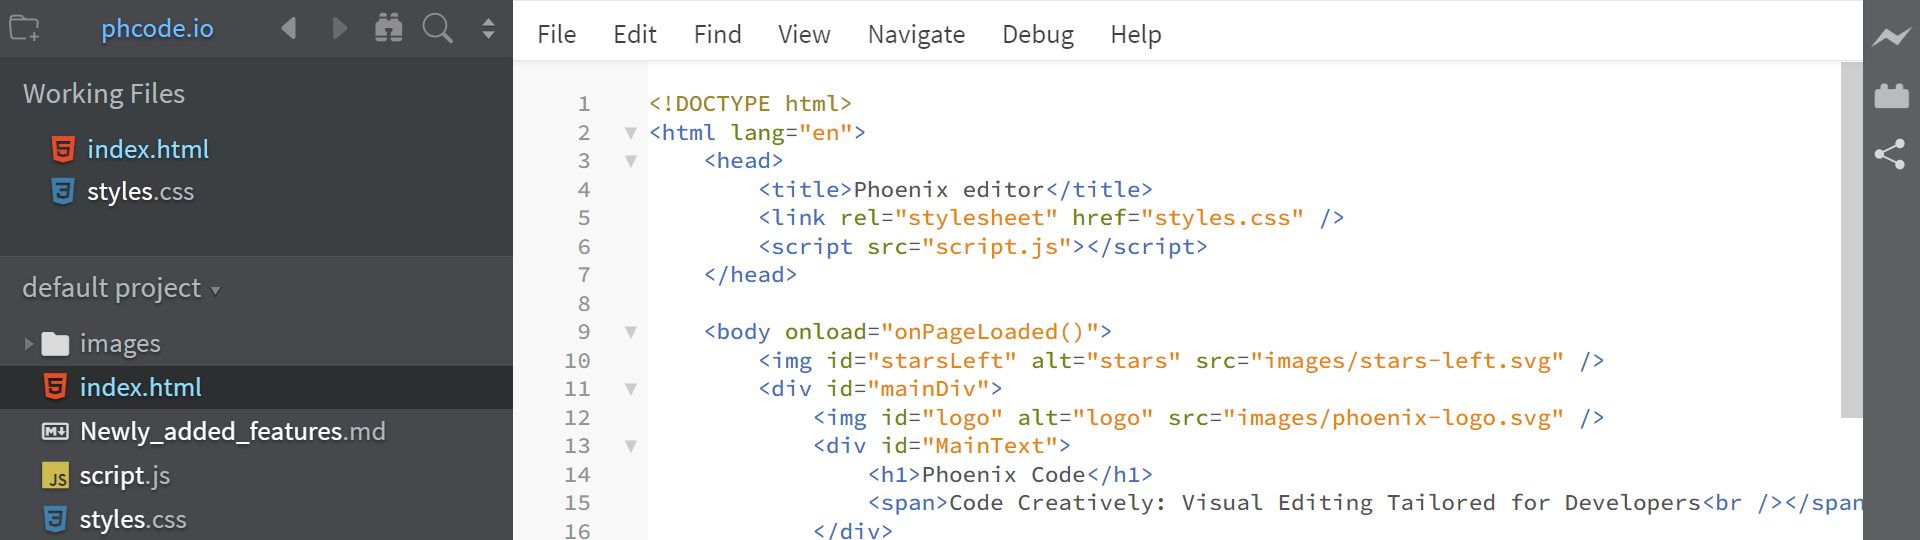 phcode.io
Working Files
index.html
styles.css
default project
images
index.html
Newly_added_features.md
script.js
styles.css
File Edit Find View Navigate Debug Help
1 <!DOCTYPE html>
2 <html lang="en">
3 <head>
4 <title>Phoenix editor</title>
5 <link rel="stylesheet" href="styles.css" />
6 <script src="script.js"></script>
7 </head>
8
9 <body onload="onPageLoaded()">
10 <img id="starsLeft" alt="stars" src="images/stars-left.svg" />
11 <div id="mainDiv">
12 <img id="logo" alt="logo" src="images/phoenix-logo.svg" />
13 <div id="MainText">
14 <h1>Phoenix Code</h1>
15 <span>Code Creatively: Visual Editing Tailored for Developers<br /></span
16 </div>